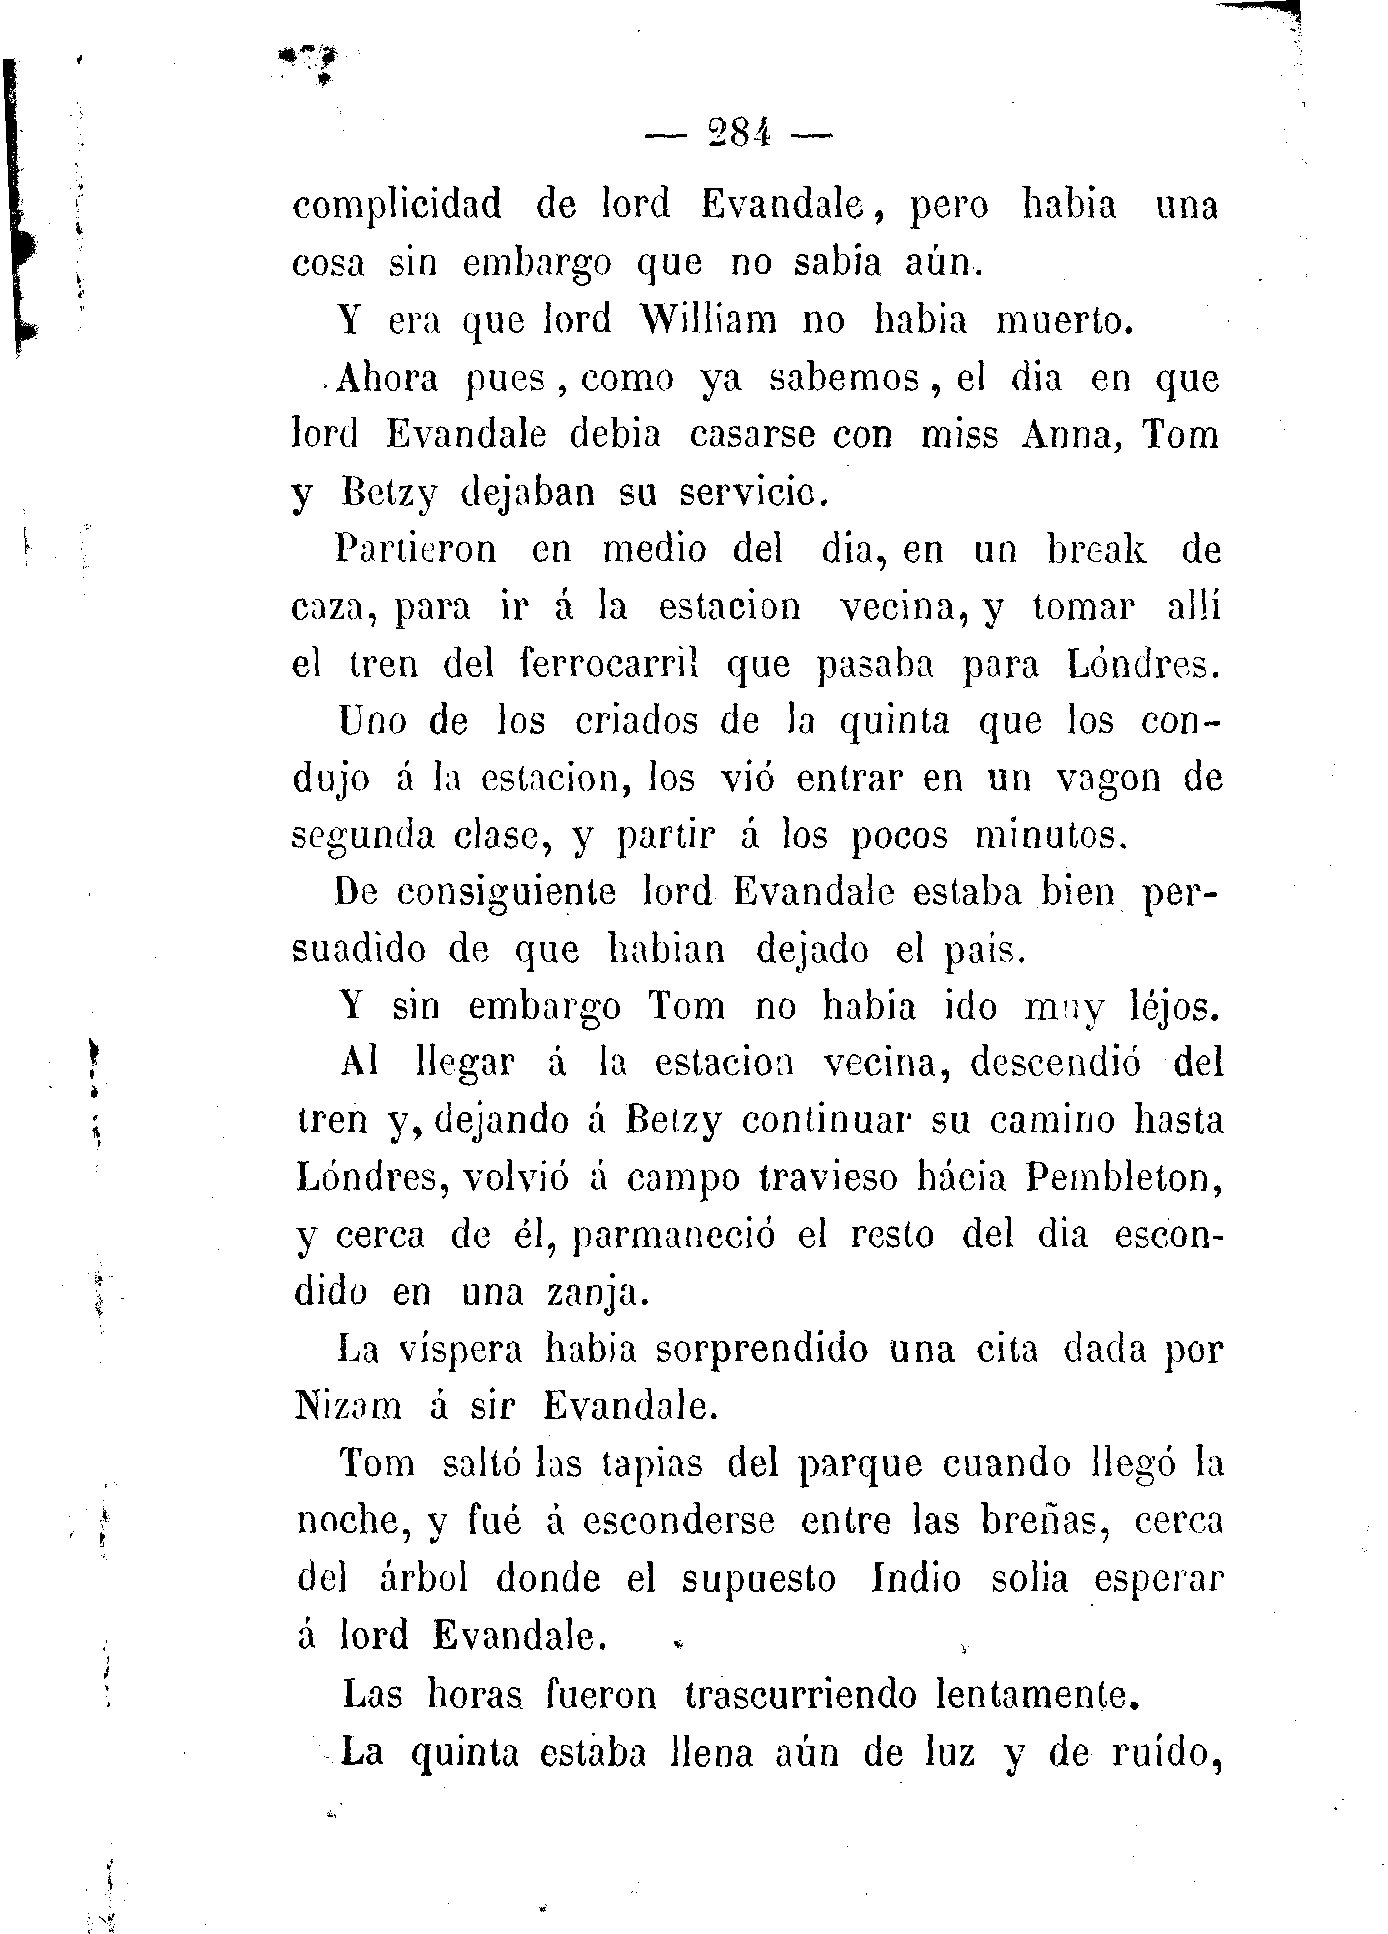 — 284 —
complicidad de lord Evandale, pero habia una
cosa sin embargo que no sabia aún.
Y era que lord William no habia muerto.
Ahora pues, como ya sabemos, el dia en que
lord Evandale debia casarse con miss Anna, Tom
y Betzy dejaban su servicio.
Partieron en medio del dia, en un break de
caza, para ir á la estacion vecina, y tomar allí
el tren del ferrocarril que pasaba para Lóndres.
Uno de los criados de la quinta que los con-
dujo á la estacion, los vió entrar en un vagon de
segunda clase, y partir á los pocos minutos.
De consiguiente lord Evandale estaba bien per-
suadido de que habian dejado el pais.
Y sin embargo Tom no habia ido muy léjos.
Al llegar á la estacion vecina, descendió del
tren y, dejando á Betzy continuar su camino hasta
Lóndres, volvió á campo travieso hácia Pembleton,
y cerca de él, parmaneció el resto del dia escon-
dido en una zanja.
La víspera habia sorprendido una cita dada por
Nizam á sir Evandale.
Tom saltó las tapias del parque cuando llegó la
noche, y fué á esconderse entre las breñas, cerca
del árbol donde el supuesto Indio solia esperar
á lord Evandale.
Las horas fueron trascurriendo lentamente.
La quinta estaba llena aún de luz y de ruído,